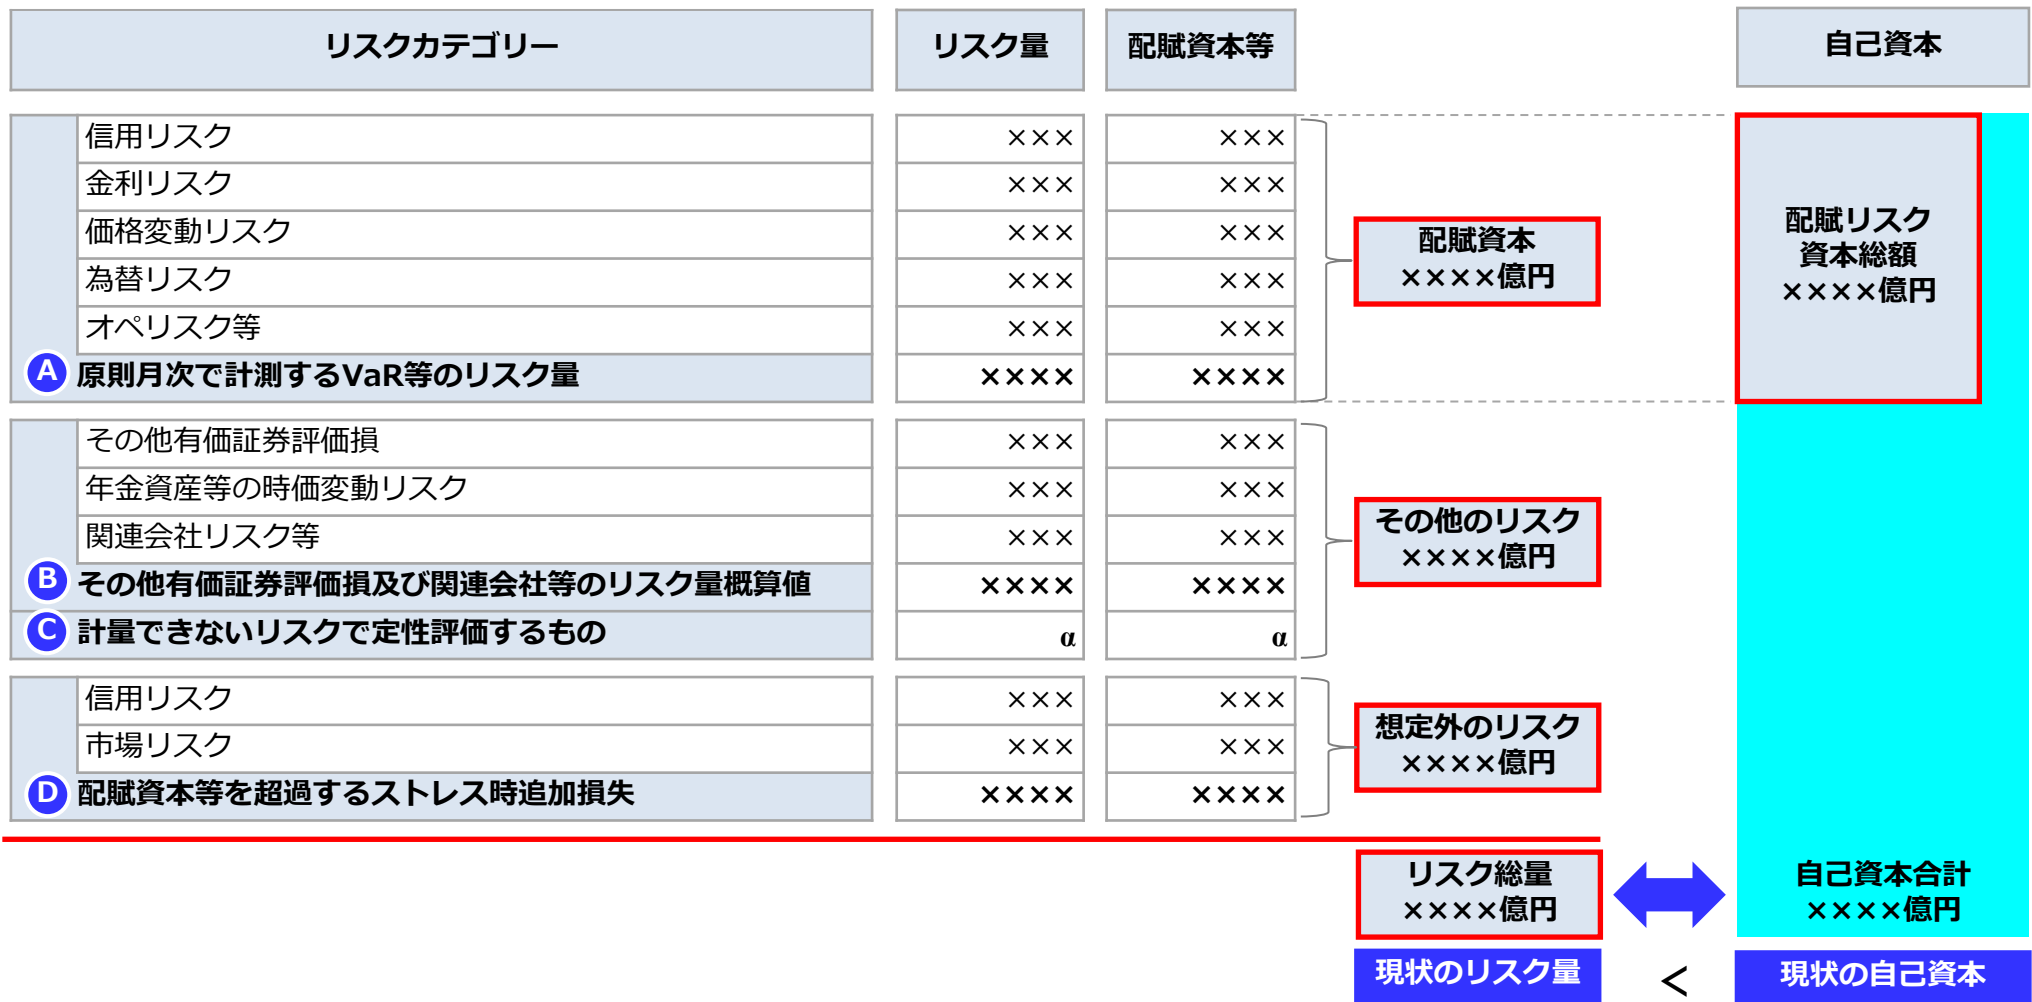 リスクカテゴリー リスク量 配賦資本等 自己資本
信用リスク ××× ×××
金利リスク ××× ×××
価格変動リスク ××× ×××
為替リスク ××× ×××
オペリスク等 ××× ×××
A 原則月次で計測するVaR等のリスク量 ×××× ××××
配賦資本
××××億円
配賦リスク
資本総額
××××億円
その他有価証券評価損 ××× ×××
年金資産等の時価変動リスク ××× ×××
関連会社リスク等 ××× ×××
B その他有価証券評価損及び関連会社等のリスク量概算値 ×××× ××××
C 計量できないリスクで定性評価するもの α α
その他のリスク
××××億円
信用リスク ××× ×××
市場リスク ××× ×××
D 配賦資本等を超過するストレス時追加損失 ×××× ××××
想定外のリスク
××××億円
リスク総量
××××億円
自己資本合計
××××億円
現状のリスク量 < 現状の自己資本